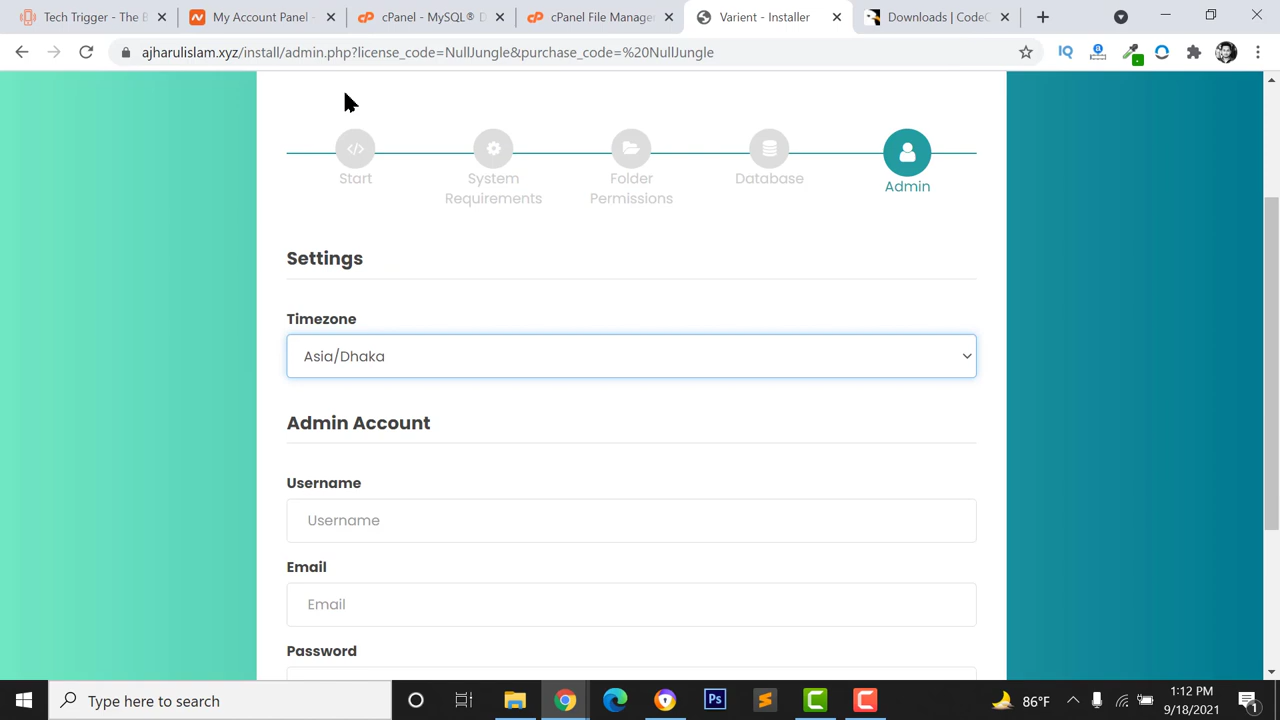 Tech Trigger - The B
My Account Panel -
cPanel - MySQL® D
cPanel File Manage
Varient - Installer
Downloads | CodeC
ajharulislam.xyz/install/admin.php?license_code=NullJungle&purchase_code=%20NullJungle
Start
System
Requirements
Folder
Permissions
Database
Admin
Settings
Timezone
Asia/Dhaka
Admin Account
Username
Username
Email
Email
Password
Type here to search
86°F
1:12 PM
9/18/2021